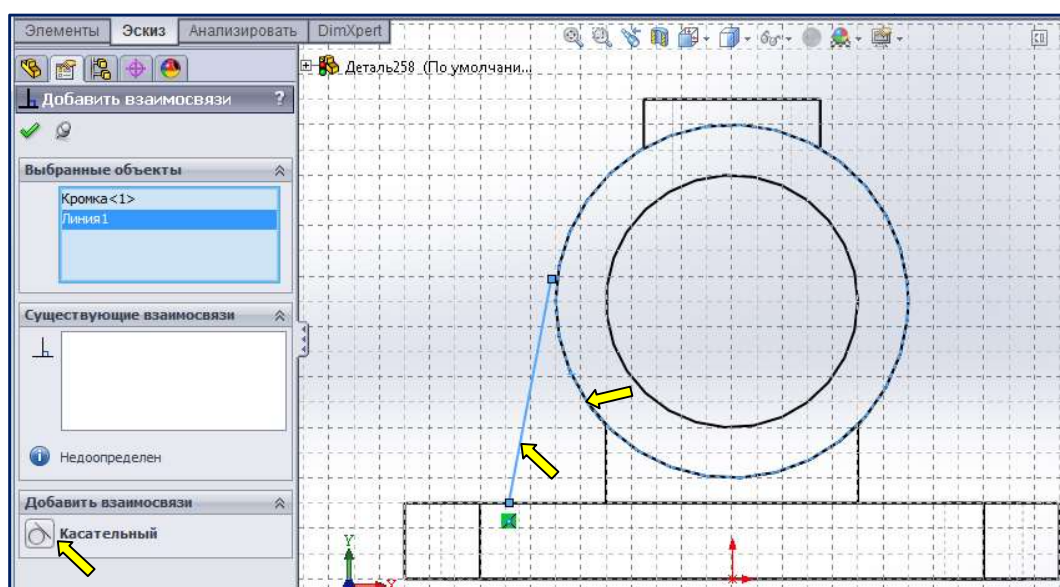 Элементы Эскиз Анализировать DimXpert
Деталь258 (По умолчани...
Добавить взаимосвязи ?
Выбранные объекты
Кромка<1>
Линия1
Существующие взаимосвязи
Недоопределен
Добавить взаимосвязи
Касательный
Y